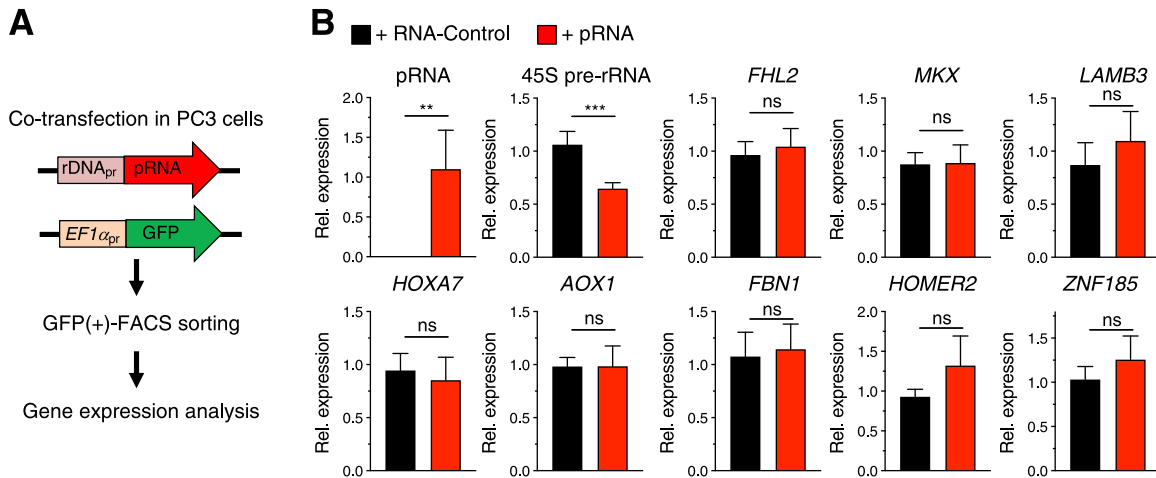 A
Co-transfection in PC3 cells
rDNApr pRNA
EF1αpr GFP
GFP(+)-FACS sorting
Gene expression analysis
B
+ RNA-Control + pRNA
pRNA
Rel. expression
2.0
1.5
1.0
0.5
0.0
**
45S pre-rRNA
Rel. expression
1.5
1.0
0.5
0.0
***
FHL2
Rel. expression
1.5
1.0
0.5
0.0
ns
MKX
Rel. expression
1.5
1.0
0.5
0.0
ns
LAMB3
Rel. expression
1.5
1.0
0.5
0.0
ns
HOXA7
Rel. expression
1.5
1.0
0.5
0.0
ns
AOX1
Rel. expression
1.5
1.0
0.5
0.0
ns
FBN1
Rel. expression
1.5
1.0
0.5
0.0
ns
HOMER2
Rel. expression
2.0
1.5
1.0
0.5
0.0
ns
ZNF185
Rel. expression
1.5
1.0
0.5
0.0
ns